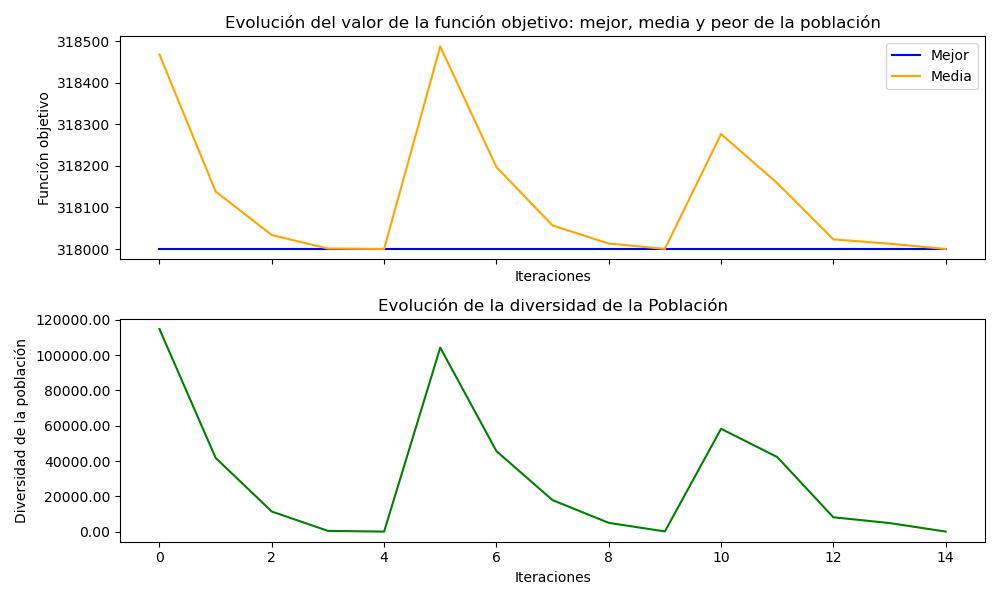 Evolución del valor de la función objetivo: mejor, media y peor de la población
318500
318400
318300
318200
318100
318000
Función objetivo
Mejor
Media
Iteraciones
Evolución de la diversidad de la Población
120000.00
100000.00
80000.00
60000.00
40000.00
20000.00
0.00
Diversidad de la población
0 2 4 6 8 10 12 14
Iteraciones